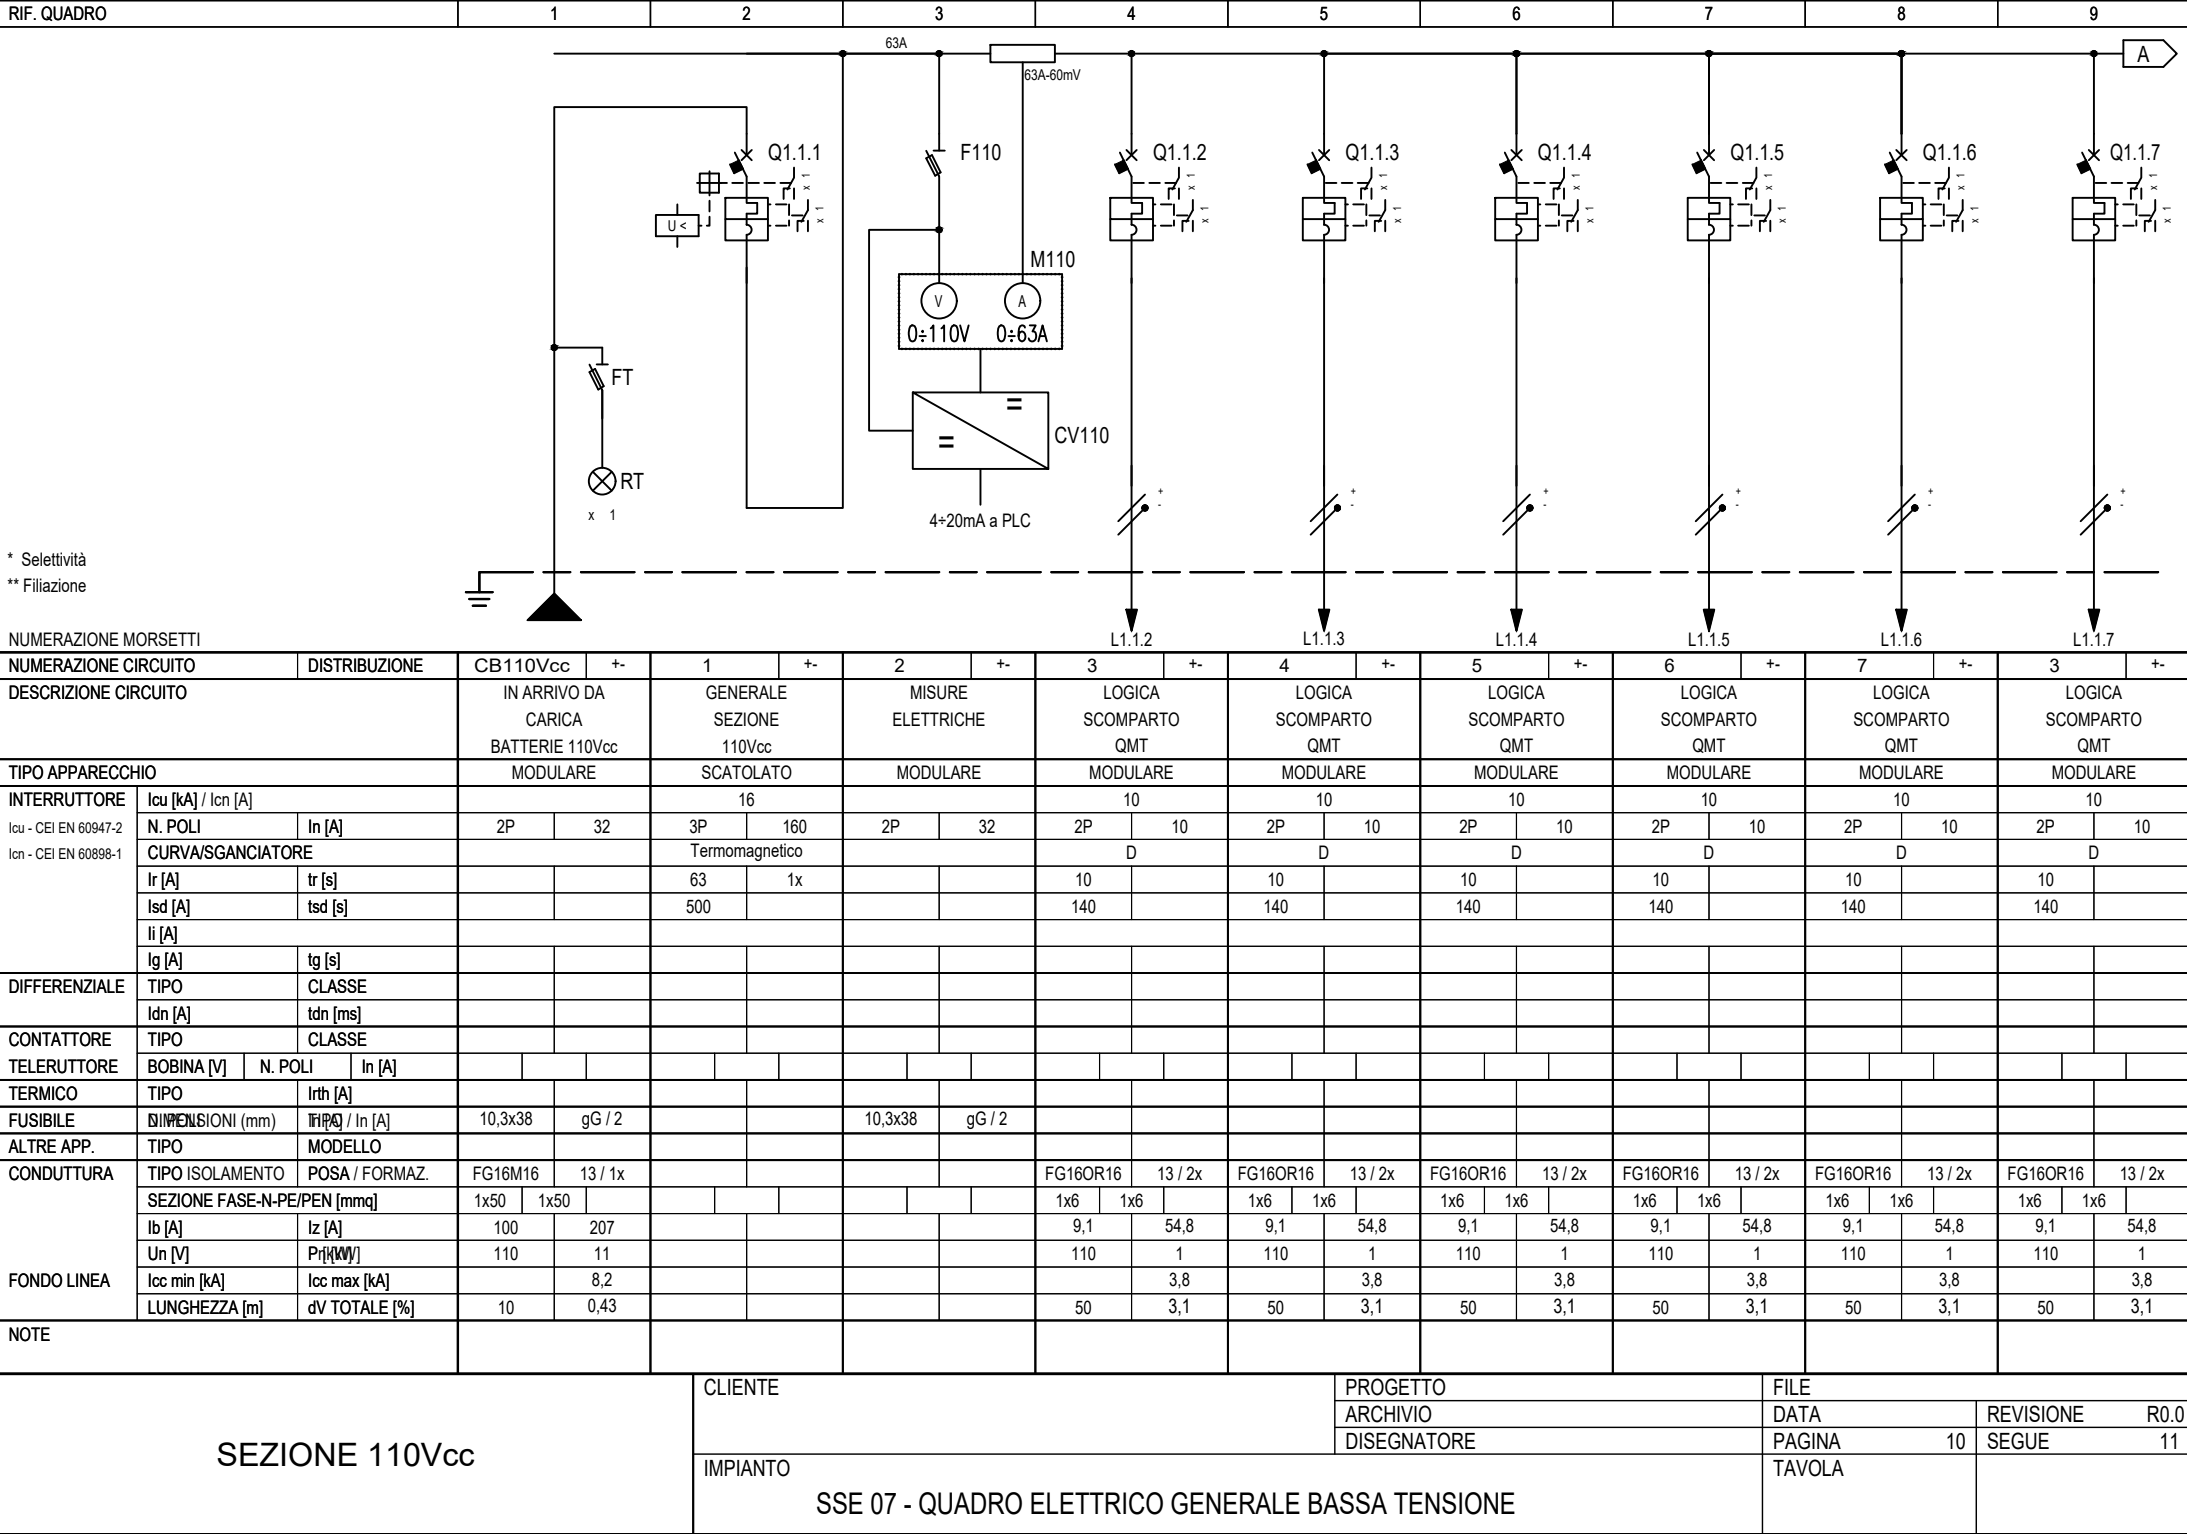 RIF. QUADRO 1 2 3 4 5 6 7 8 9
63A
A
63A-60mV
Q1.1.1 F110 Q1.1.2 Q1.1.3 Q1.1.4 Q1.1.5 Q1.1.6 Q1.1.7
x 1 x 1 x 1 x 1 x 1 x 1 x 1
U < x 1 x 1 x 1 x 1 x 1 x 1 x 1
M110
V A
0÷110V 0÷63A
FT
CV110
RT
x 1
4÷20mA a PLC
+ + + + + +
- - - - - -
* Selettività
** Filiazione
NUMERAZIONE MORSETTI L1.1.2 L1.1.3 L1.1.4 L1.1.5 L1.1.6 L1.1.7
NUMERAZIONE CIRCUITO DISTRIBUZIONE CB110Vcc +- 1 +- 2 +- 3 +- 4 +- 5 +- 6 +- 7 +- 3 +-
DESCRIZIONE CIRCUITO IN ARRIVO DA GENERALE MISURE LOGICA LOGICA LOGICA LOGICA LOGICA LOGICA
CARICA SEZIONE ELETTRICHE SCOMPARTO SCOMPARTO SCOMPARTO SCOMPARTO SCOMPARTO SCOMPARTO
BATTERIE 110Vcc 110Vcc QMT QMT QMT QMT QMT QMT
TIPO APPARECCHIO MODULARE SCATOLATO MODULARE MODULARE MODULARE MODULARE MODULARE MODULARE MODULARE
INTERRUTTORE Icu [kA] / Icn [A] 16 10 10 10 10 10 10
Icu - CEI EN 60947-2 N. POLI In [A] 2P 32 3P 160 2P 32 2P 10 2P 10 2P 10 2P 10 2P 10 2P 10
Icn - CEI EN 60898-1 CURVA/SGANCIATORE Termomagnetico D D D D D D
Ir [A] tr [s] 63 1x 10 10 10 10 10 10
Isd [A] tsd [s] 500 140 140 140 140 140 140
Ii [A]
Ig [A] tg [s]
DIFFERENZIALE TIPO CLASSE
Idn [A] tdn [ms]
CONTATTORE TIPO CLASSE
TELERUTTORE BOBINA [V] N. POLI In [A]
TERMICO TIPO Irth [A]
FUSIBILE DIMENSIONI (mm) TIPO / In [A] 10,3x38 gG / 2 10,3x38 gG / 2
ALTRE APP. TIPO MODELLO
CONDUTTURA TIPO ISOLAMENTO POSA / FORMAZ. FG16M16 13 / 1x FG16OR16 13 / 2x FG16OR16 13 / 2x FG16OR16 13 / 2x FG16OR16 13 / 2x FG16OR16 13 / 2x FG16OR16 13 / 2x
SEZIONE FASE-N-PE/PEN [mmq] 1x50 1x50 1x6 1x6 1x6 1x6 1x6 1x6 1x6 1x6 1x6 1x6 1x6 1x6
Ib [A] Iz [A] 100 207 9,1 54,8 9,1 54,8 9,1 54,8 9,1 54,8 9,1 54,8 9,1 54,8
Un [V] 110 11 110 1 110 1 110 1 110 1 110 1 110 1
FONDO LINEA Icc min [kA] Icc max [kA] 8,2 3,8 3,8 3,8 3,8 3,8 3,8
LUNGHEZZA [m] dV TOTALE [%] 10 0,43 50 3,1 50 3,1 50 3,1 50 3,1 50 3,1 50 3,1
NOTE
CLIENTE PROGETTO FILE
ARCHIVIO DATA REVISIONE R0.0
DISEGNATORE PAGINA 10 SEGUE 11
SEZIONE 110Vcc
IMPIANTO TAVOLA
SSE 07 - QUADRO ELETTRICO GENERALE BASSA TENSIONE